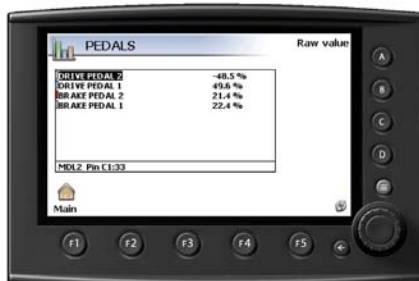 PEDALS
Raw value
DRIVE PEDAL 2 -48.5 %
DRIVE PEDAL 1 49.6 %
BRAKE PEDAL 2 21.4 %
BRAKE PEDAL 1 22.4 %
MDL2 Pin C1:33
Main
A
B
C
D
F1 F2 F3 F4 F5